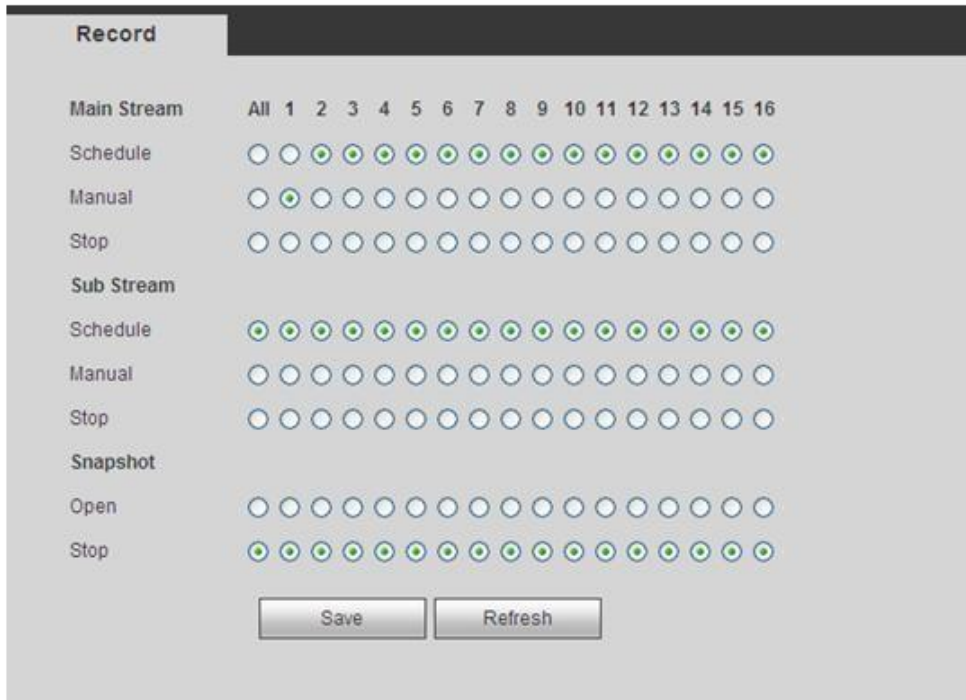 Record
Main Stream All 1 2 3 4 5 6 7 8 9 10 11 12 13 14 15 16
Schedule
Manual
Stop
Sub Stream
Schedule
Manual
Stop
Snapshot
Open
Stop
Save Refresh